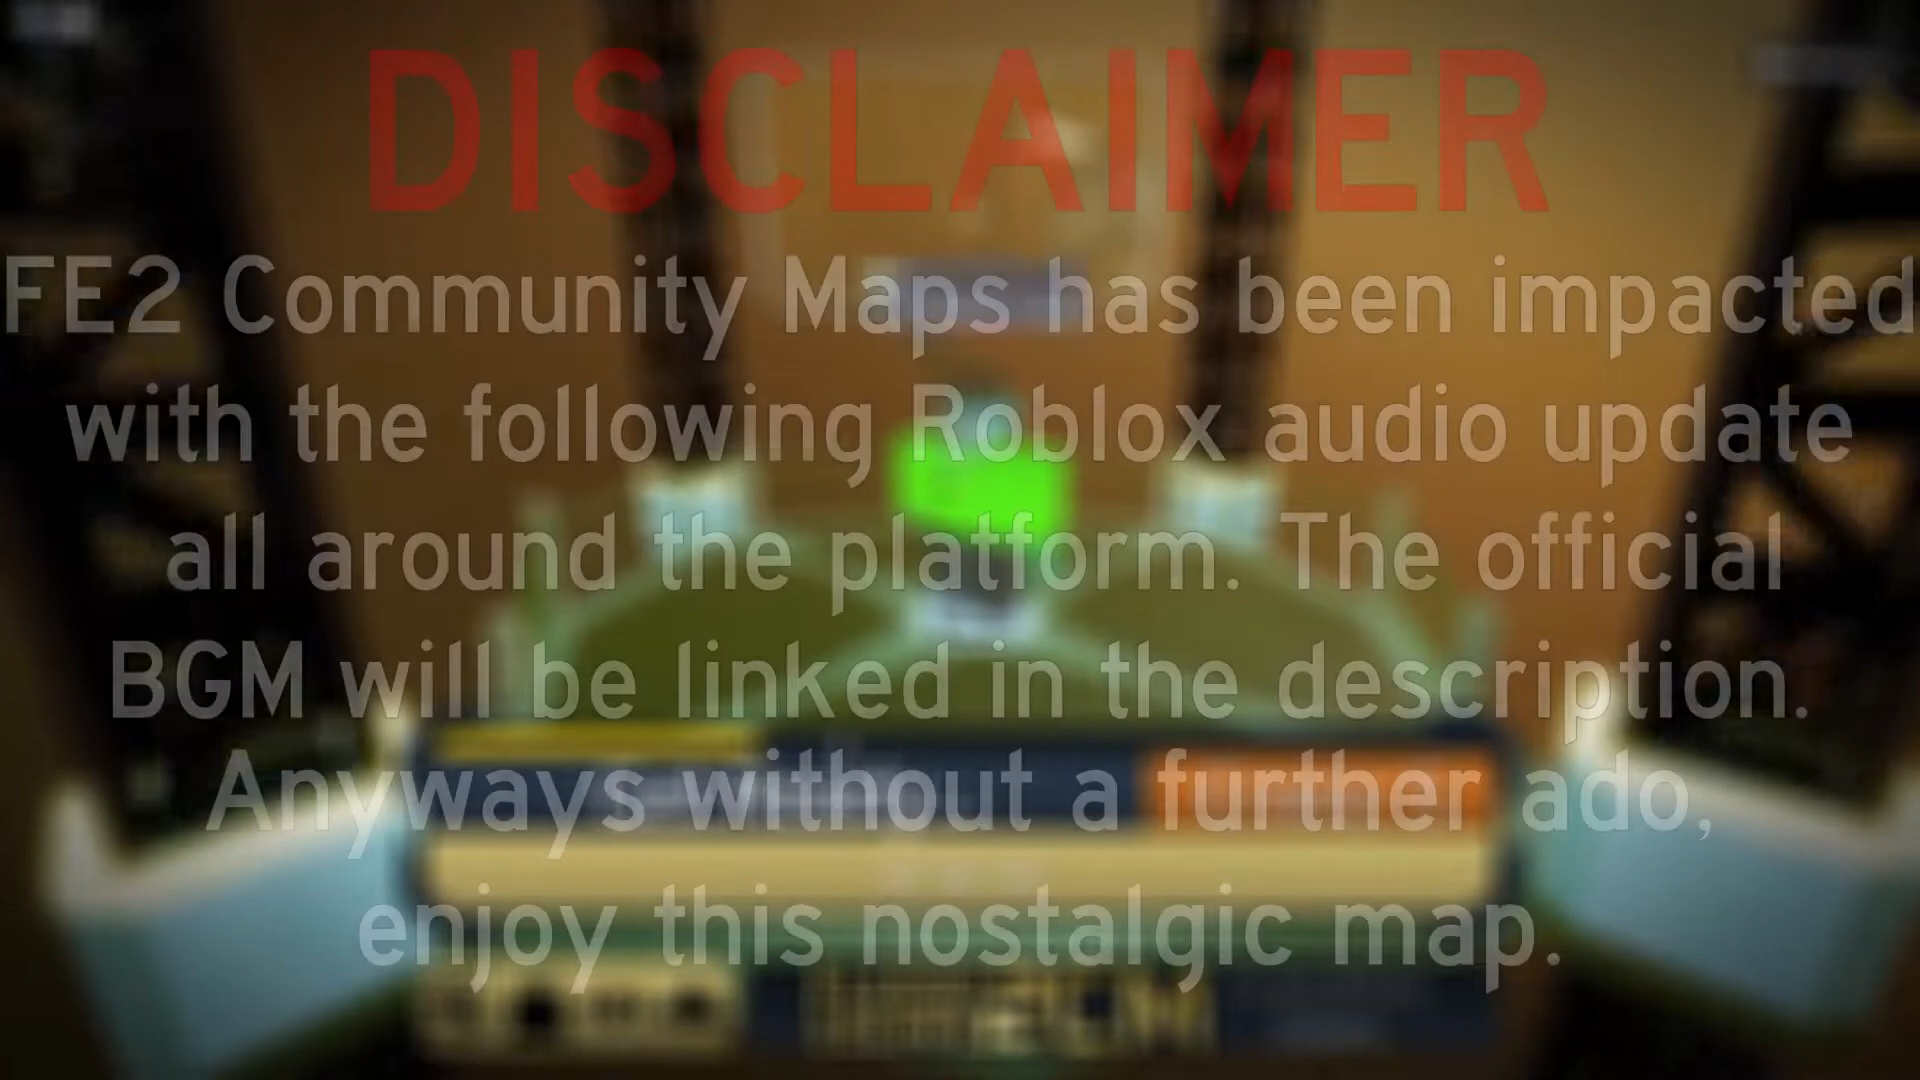 DISCLAIMER
FE2 Community Maps has been impacted
with the following Roblox audio update
all around the platform. The official
BGM will be linked in the description.
Anyways without a further ado,
enjoy this nostalgic map.